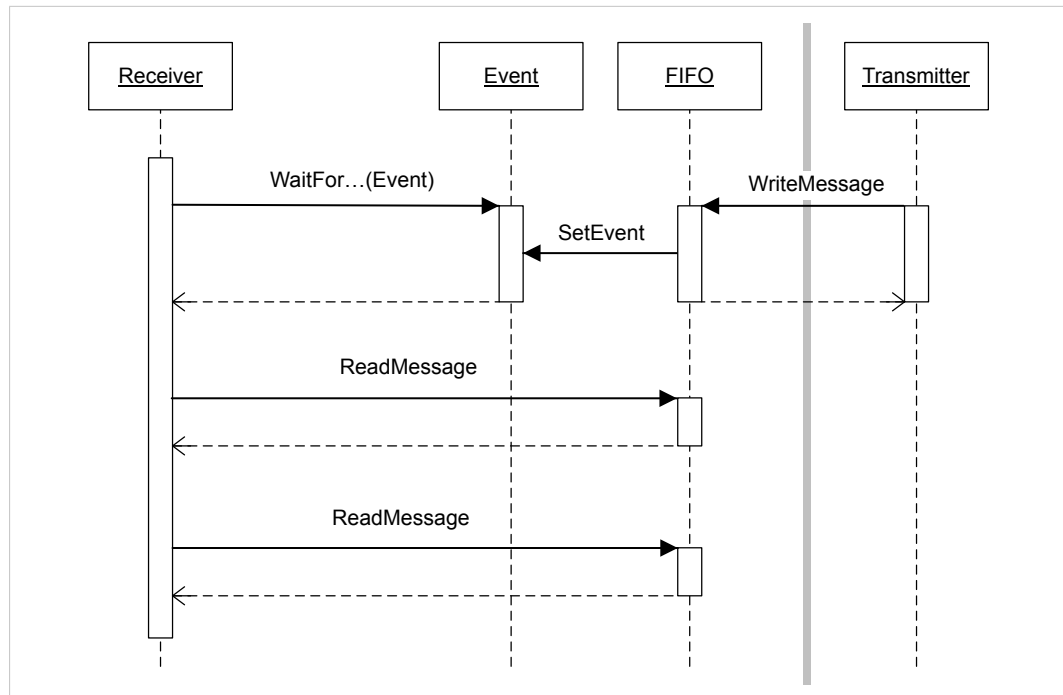 Receiver
Event
FIFO
Transmitter
WaitFor…(Event)
WriteMessage
SetEvent
ReadMessage
ReadMessage